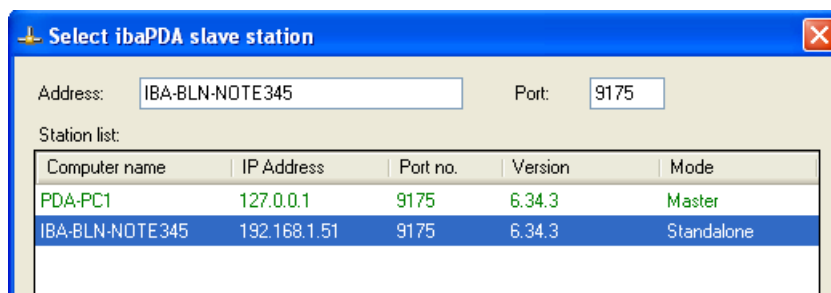 Select ibaPDA slave station
Address: IBA-BLN-NOTE345 Port: 9175
Station list:
Computer name IP Address Port no. Version Mode
PDA-PC1 127.0.0.1 9175 6.34.3 Master
IBA-BLN-NOTE345 192.168.1.51 9175 6.34.3 Standalone